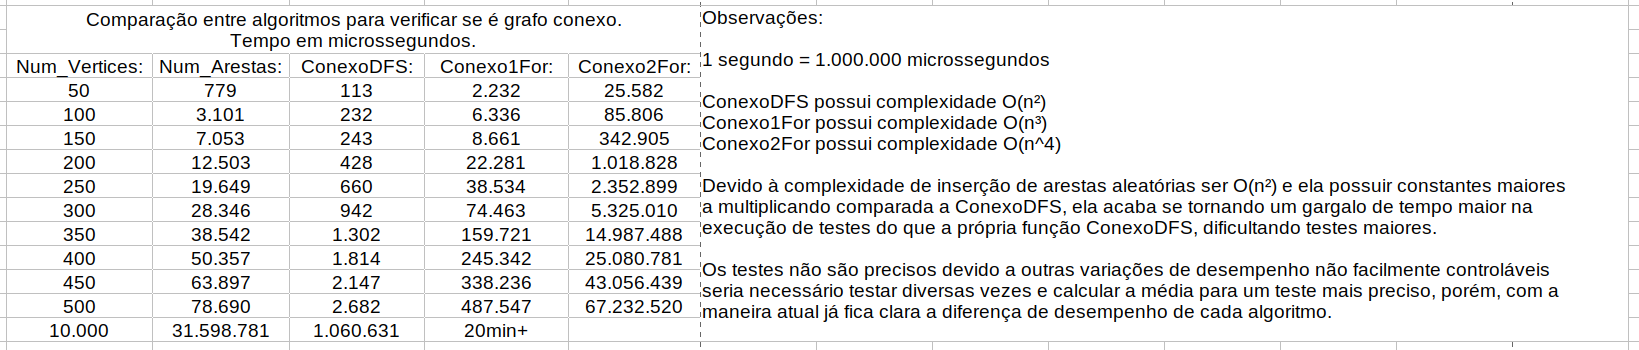 Comparação entre algoritmos para verificar se é grafo conexo.
Tempo em microssegundos.
Num_Vertices: Num_Arestas: ConexoDFS: Conexo1For: Conexo2For:
50 779 113 2.232 25.582
100 3.101 232 6.336 85.806
150 7.053 243 8.661 342.905
200 12.503 428 22.281 1.018.828
250 19.649 660 38.534 2.352.899
300 28.346 942 74.463 5.325.010
350 38.542 1.302 159.721 14.987.488
400 50.357 1.814 245.342 25.080.781
450 63.897 2.147 338.236 43.056.439
500 78.690 2.682 487.547 67.232.520
10.000 31.598.781 1.060.631 20min+
Observações:
1 segundo = 1.000.000 microssegundos
ConexoDFS possui complexidade O(n²)
Conexo1For possui complexidade O(n³)
Conexo2For possui complexidade O(n^4)
Devido à complexidade de inserção de arestas aleatórias ser O(n²) e ela possuir constantes maiores
a multiplicando comparada a ConexoDFS, ela acaba se tornando um gargalo de tempo maior na
execução de testes do que a própria função ConexoDFS, dificultando testes maiores.
Os testes não são precisos devido a outras variações de desempenho não facilmente controláveis
seria necessário testar diversas vezes e calcular a média para um teste mais preciso, porém, com a
maneira atual já fica clara a diferença de desempenho de cada algoritmo.